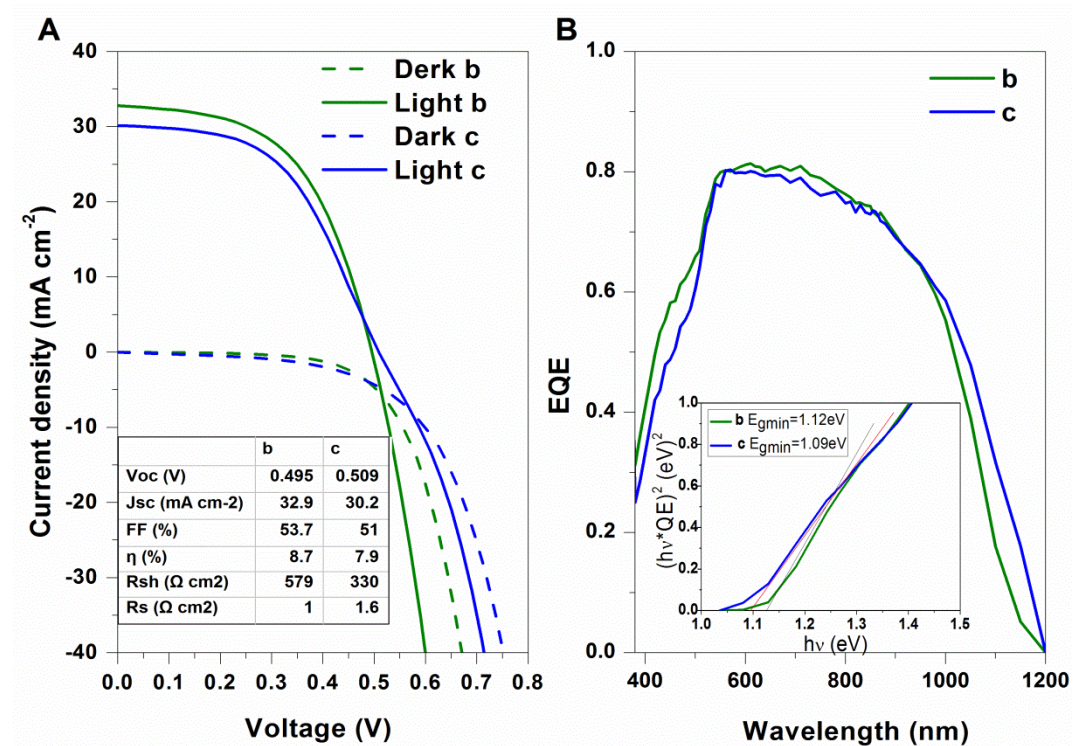 A
Current density (mA cm-2)
40
30
20
10
0
-10
-20
-30
-40
Derk b
Light b
Dark c
Light c
b c
Voc (V) 0.495 0.509
Jsc (mA cm-2) 32.9 30.2
FF (%) 53.7 51
η (%) 8.7 7.9
Rsh (Ω cm2) 579 330
Rs (Ω cm2) 1 1.6
0.0 0.1 0.2 0.3 0.4 0.5 0.6 0.7 0.8
Voltage (V)
B
EQE
1.0
0.8
0.6
0.4
0.2
0.0
b
c
(hν*QE)2 (eV)2
1.0
0.8
0.6
0.4
0.2
0.0
b Egmin=1.12eV
c Egmin=1.09eV
1.0 1.1 1.2 1.3 1.4 1.5
hν (eV)
400 600 800 1000 1200
Wavelength (nm)